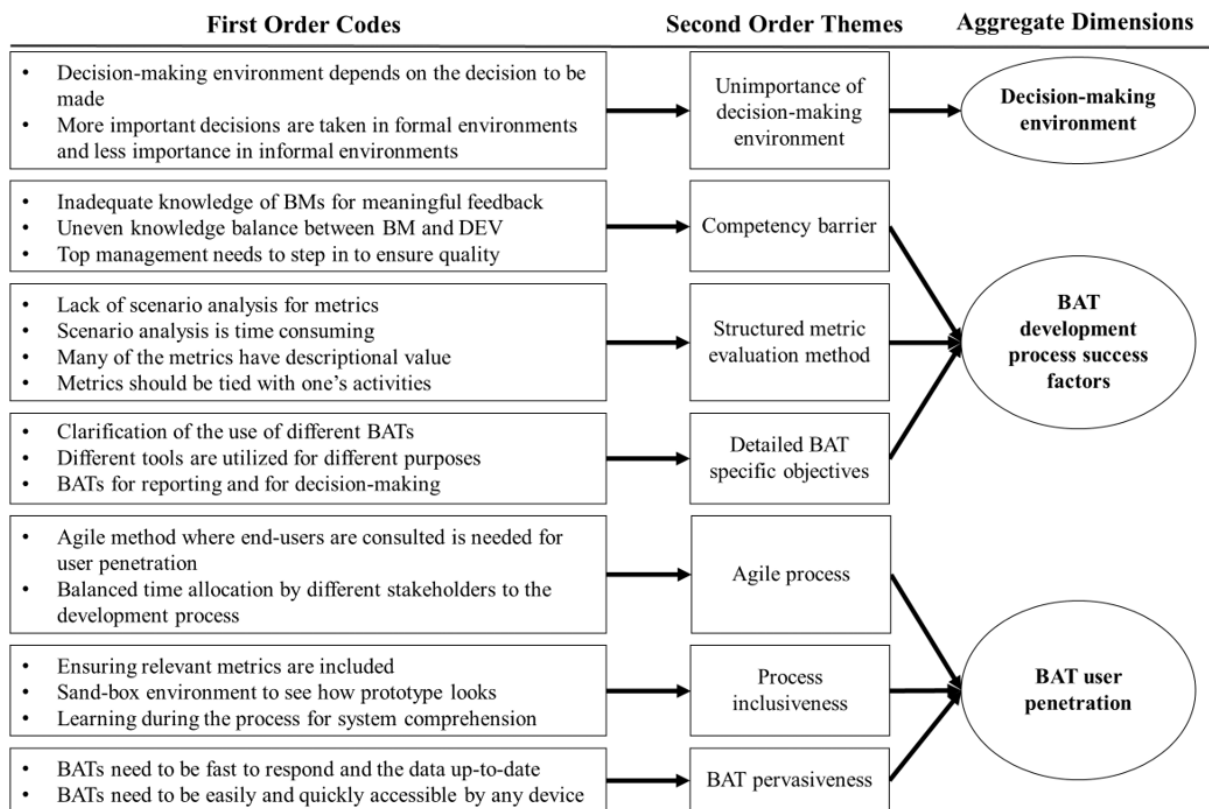 First Order Codes
Second Order Themes
Aggregate Dimensions
• Decision-making environment depends on the decision to be
made
• More important decisions are taken in formal environments
and less importance in informal environments
Unimportance of
decision-making
environment
Decision-making
environment
• Inadequate knowledge of BMs for meaningful feedback
• Uneven knowledge balance between BM and DEV
• Top management needs to step in to ensure quality
Competency barrier
• Lack of scenario analysis for metrics
• Scenario analysis is time consuming
• Many of the metrics have descriptional value
• Metrics should be tied with one's activities
Structured metric
evaluation method
BAT
development
process success
factors
• Clarification of the use of different BATs
• Different tools are utilized for different purposes
• BATs for reporting and for decision-making
Detailed BAT
specific objectives
• Agile method where end-users are consulted is needed for
user penetration
• Balanced time allocation by different stakeholders to the
development process
Agile process
• Ensuring relevant metrics are included
• Sand-box environment to see how prototype looks
• Learning during the process for system comprehension
Process
inclusiveness
BAT user
penetration
• BATs need to be fast to respond and the data up-to-date
• BATs need to be easily and quickly accessible by any device
BAT pervasiveness